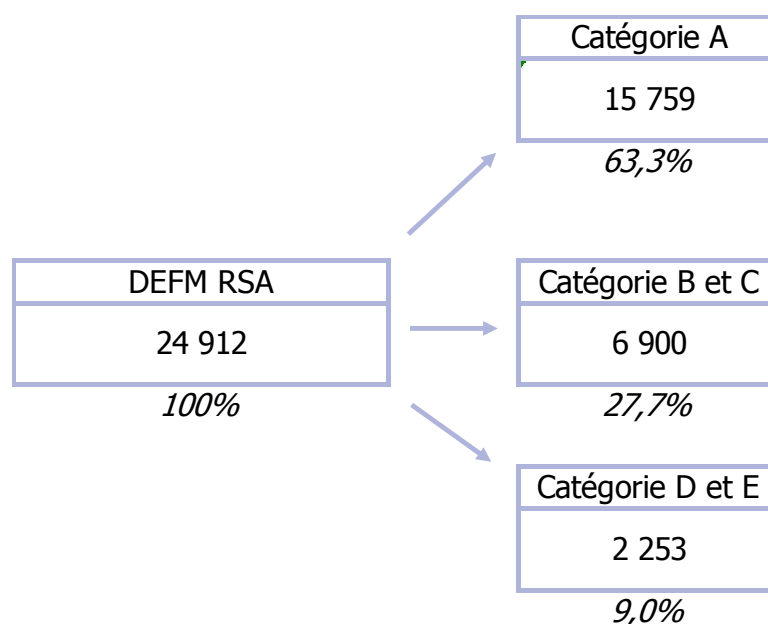 Catégorie A
15 759
63,3%
DEFM RSA
24 912
100%
Catégorie B et C
6 900
27,7%
Catégorie D et E
2 253
9,0%